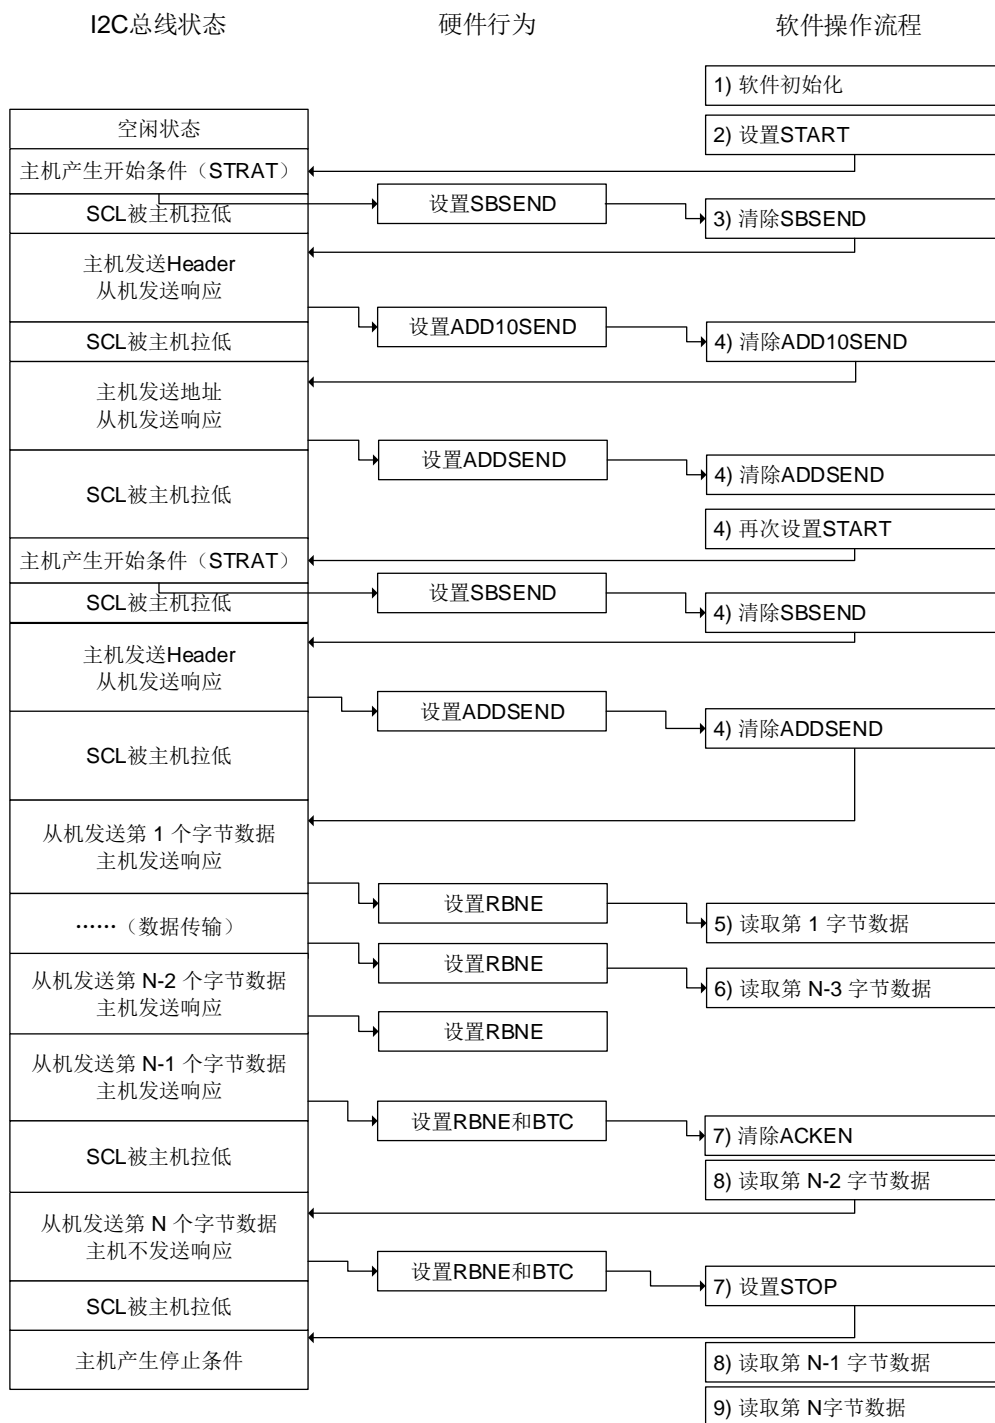 I2C总线状态
硬件行为
软件操作流程
1) 软件初始化
空闲状态
2) 设置START
主机产生开始条件（STRAT）
设置SBSEND
SCL被主机拉低
3) 清除SBSEND
主机发送Header
从机发送响应
设置ADD10SEND
SCL被主机拉低
4) 清除ADD10SEND
主机发送地址
从机发送响应
设置ADDSEND
4) 清除ADDSEND
SCL被主机拉低
4) 再次设置START
主机产生开始条件（STRAT）
设置SBSEND
SCL被主机拉低
4) 清除SBSEND
主机发送Header
从机发送响应
设置ADDSEND
4) 清除ADDSEND
SCL被主机拉低
从机发送第 1 个字节数据
主机发送响应
设置RBNE
5) 读取第 1 字节数据
……（数据传输）
设置RBNE
6) 读取第 N-3 字节数据
从机发送第 N-2 个字节数据
主机发送响应
设置RBNE
从机发送第 N-1 个字节数据
主机发送响应
设置RBNE和BTC
7) 清除ACKEN
SCL被主机拉低
8) 读取第 N-2 字节数据
从机发送第 N 个字节数据
主机不发送响应
设置RBNE和BTC
7) 设置STOP
SCL被主机拉低
主机产生停止条件
8) 读取第 N-1 字节数据
9) 读取第 N字节数据